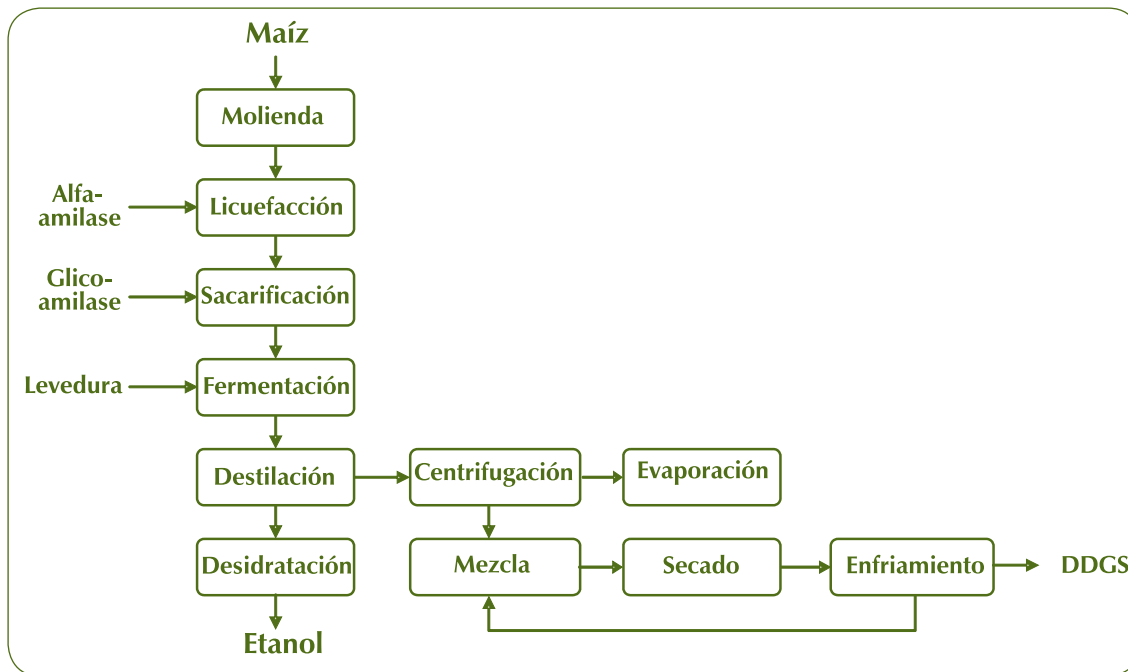 Maíz
Molienda
Alfa-
amilase
Licuefacción
Glico-
amilase
Sacarificación
Levedura
Fermentación
Destilación
Centrifugación
Evaporación
Desidratación
Mezcla
Secado
Enfriamiento
DDGS
Etanol